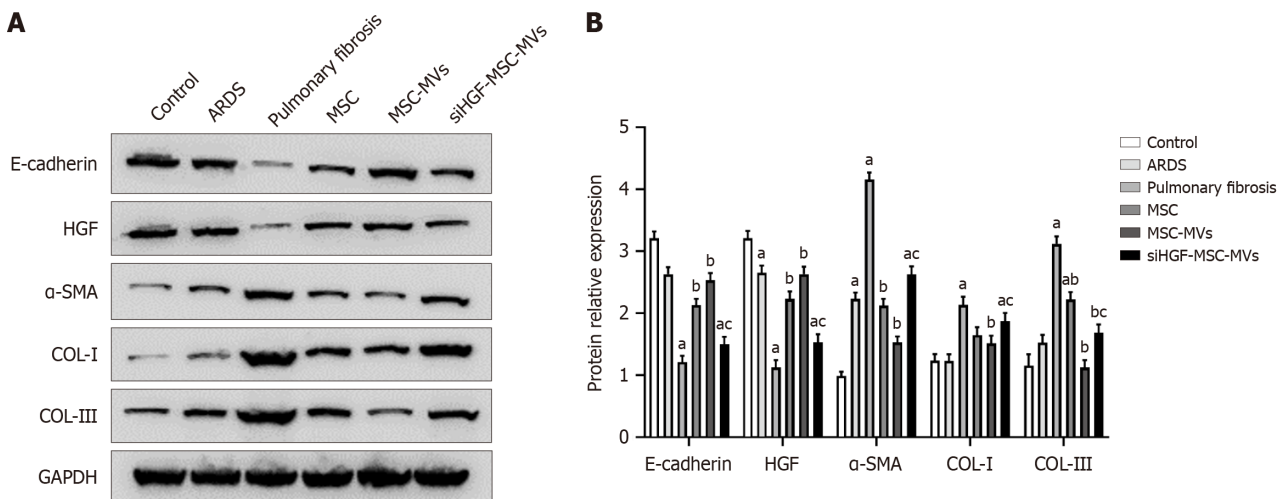 A
Control
ARDS
Pulmonary fibrosis
MSC
MSC-MVs
siHGF-MSC-MVs
E-cadherin
HGF
α-SMA
COL-I
COL-III
GAPDH
B
Protein relative expression
5
4
3
2
1
0
a
b
b
ac
a
a
b
b
ac
a
a
b
b
ac
a
b
ac
a
ab
b
bc
E-cadherin
HGF
α-SMA
COL-I
COL-III
Control
ARDS
Pulmonary fibrosis
MSC
MSC-MVs
siHGF-MSC-MVs